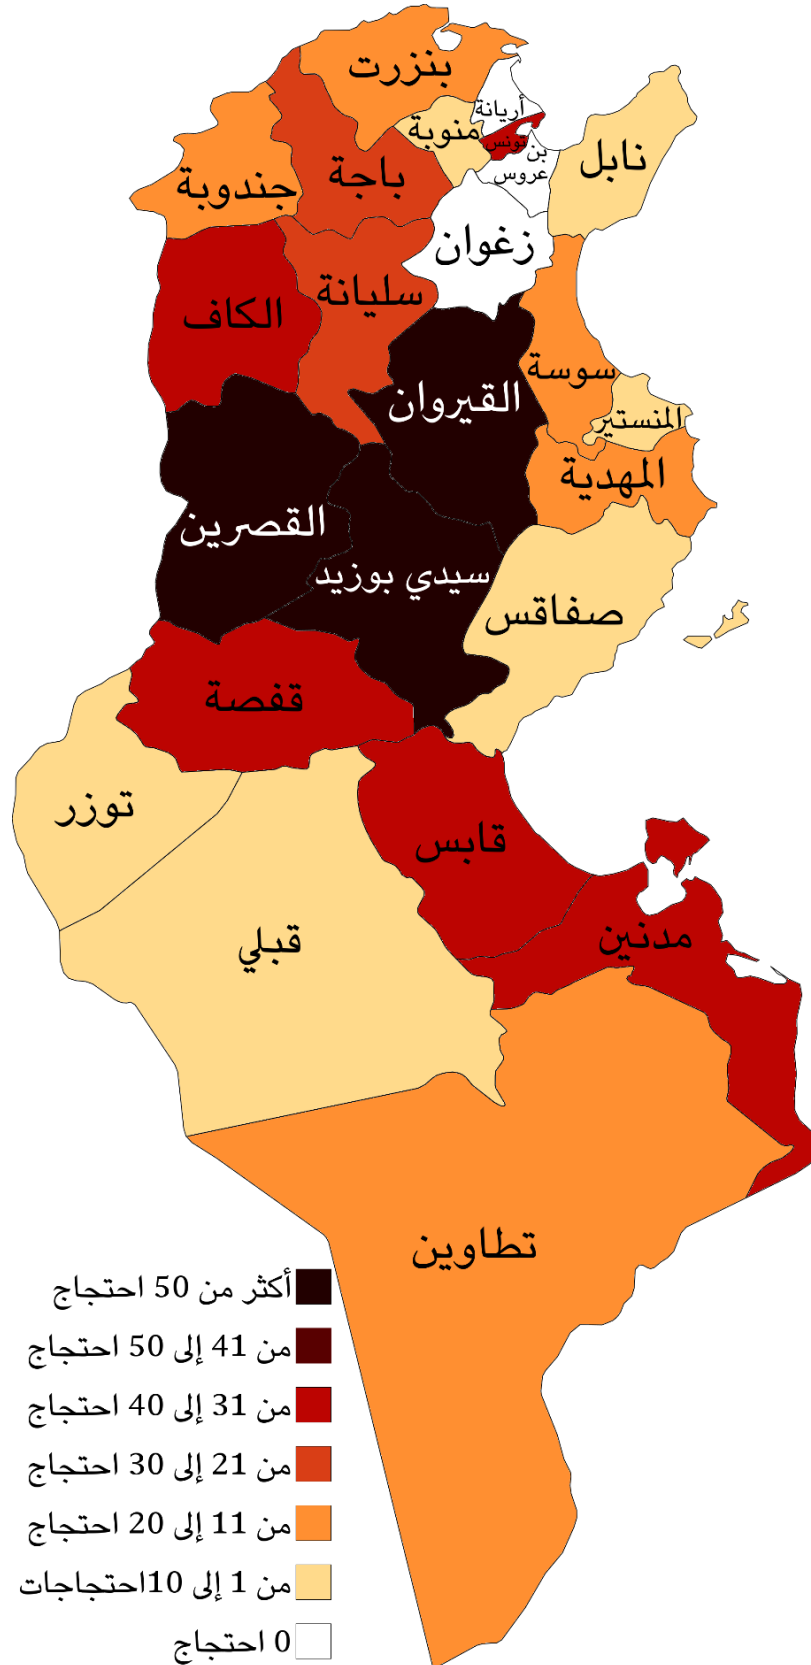 بنزرت
أريانة
منوبة
تونس
بن
عروس
نابل
باجة
جندوبة
زغوان
سليانة
الكاف
سوسة
القيروان
المنستير
المهدية
القصرين
سيدي بوزيد
صفاقس
قفصة
توزر
قابس
قبلي
مدنين
تطاوين
أكثر من 50 احتجاج
من 41 إلى 50 احتجاج
من 31 إلى 40 احتجاج
من 21 إلى 30 احتجاج
من 11 إلى 20 احتجاج
من 1 إلى 10احتجاجات
0 احتجاج